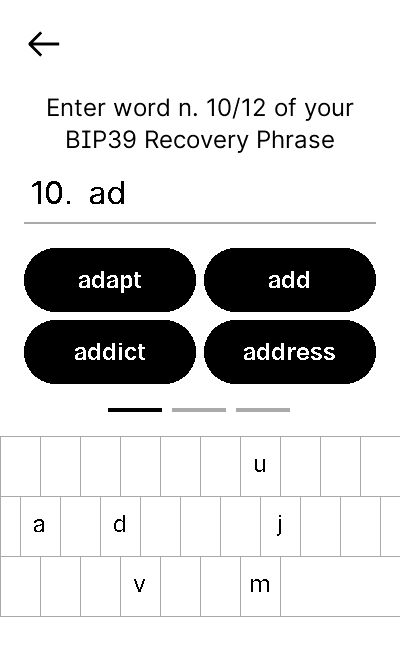 Enter word n. 10/12 of your
BIP39 Recovery Phrase
10. ad
adapt add
addict address
u
a d j
v m